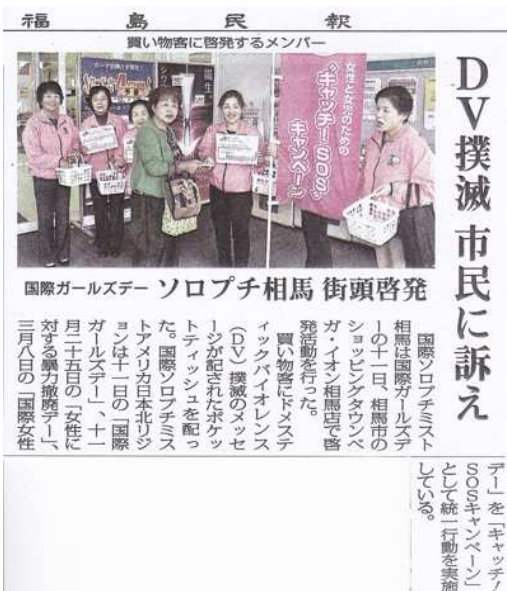 福島民報
買い物客に啓発するメンバー
女性と女児のための
“キャッチ!SOS”
キャンペーン
DV撲滅 市民に訴え
国際ガールズデー ソロプチ相馬 街頭啓発
国際ソロプチミスト
相馬は国際ガールズデ
ーの十一日、相馬市の
ショッピングタウンベ
ガ・イオン相馬店で啓
発活動を行った。
買い物客にドメステ
ィックバイオレンス
(DV)撲滅のメッセ
ージが記されたポケッ
トティッシュを配っ
た。国際ソロプチミス
トアメリカ日本北リジ
ョンは十一日の「国際
ガールズデー」、十一
月二十五日の「女性に
対する暴力撤廃デー」、
三月八日の「国際女性
デー」を「キャッチ!
SOSキャンペーン」
として統一行動を実施
している。